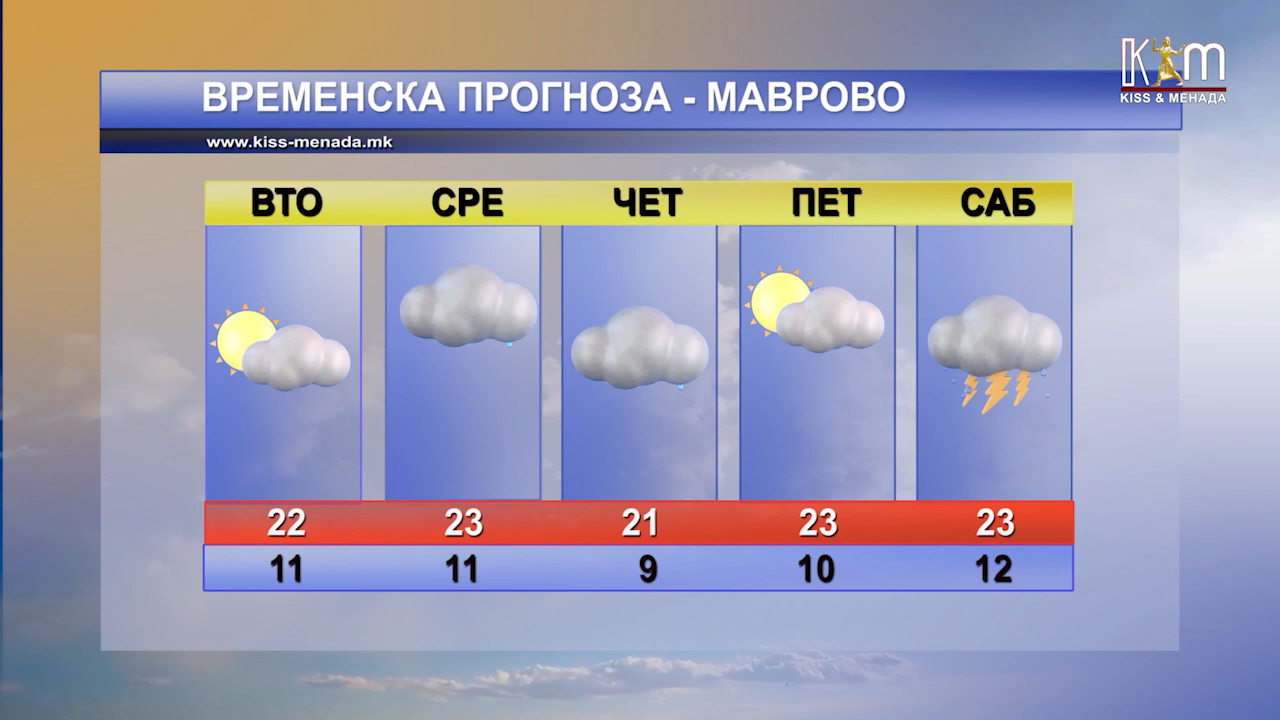 KM
KISS & МЕНАДА
ВРЕМЕНСКА ПРОГНОЗА - МАВРОВО
www.kiss-menada.mk
ВТО СРЕ ЧЕТ ПЕТ САБ
22 23 21 23 23
11 11 9 10 12